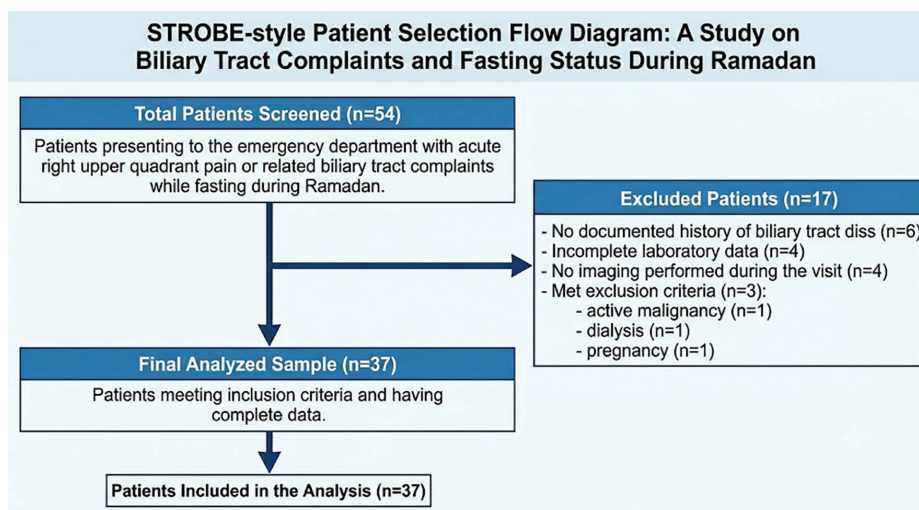 STROBE-style Patient Selection Flow Diagram: A Study on
Biliary Tract Complaints and Fasting Status During Ramadan
Total Patients Screened (n=54)
Patients presenting to the emergency department with acute
right upper quadrant pain or related biliary tract complaints
while fasting during Ramadan.
Excluded Patients (n=17)
- No documented history of biliary tract diss (n=6)
- Incomplete laboratory data (n=4)
- No imaging performed during the visit (n=4)
- Met exclusion criteria (n=3):
- active malignancy (n=1)
- dialysis (n=1)
- pregnancy (n=1)
Final Analyzed Sample (n=37)
Patients meeting inclusion criteria and having
complete data.
Patients Included in the Analysis (n=37)